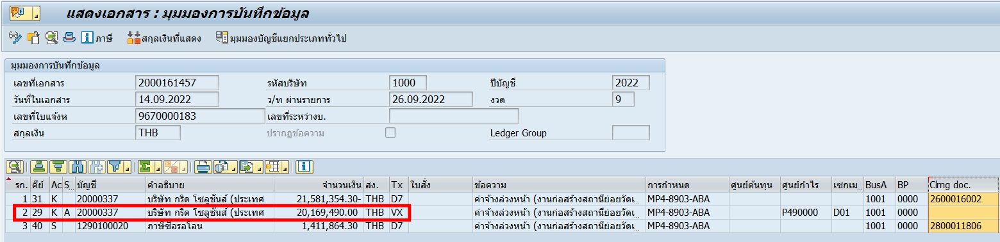 แสดงเอกสาร : มุมมองการบันทึกข้อมูล
ภาษี สกุลเงินที่แสดง มุมมองบัญชีแยกประเภททั่วไป
มุมมองการบันทึกข้อมูล
เลขที่เอกสาร 2000161457 รหัสบริษัท 1000 ปีบัญชี 2022
วันที่ในเอกสาร 14.09.2022 ว/ท ผ่านรายการ 26.09.2022 งวด 9
เลขที่ใบแจ้งห 9670000183 เลขที่ระหว่างบ.
สกุลเงิน THB ปรากฏข้อความ Ledger Group
รก. คีย์ Ac S... บัญชี คำอธิบาย จำนวนเงิน สง. Tx ใบสั่ง ข้อความ การกำหนด ศูนย์ต้นทุน ศูนย์กำไร เซกเม... BusA BP Clrng doc.
1 31 K 20000337 บริษัท กริด โซลูชันส์ (ประเทศ 21,581,354.30- THB D7 ค่าจ้างล่วงหน้า (งานก่อสร้างสถานีย่อยวัดเ... MP4-8903-ABA 1001 0000 2600016002
2 29 K A 20000337 บริษัท กริด โซลูชันส์ (ประเทศ 20,169,490.00 THB VX ค่าจ้างล่วงหน้า (งานก่อสร้างสถานีย่อยวัดเ... MP4-8903-ABA P490000 D01 1001 0000
3 40 S 1290100020 ภาษีซื้อรอโอน 1,411,864.30 THB D7 ค่าจ้างล่วงหน้า (งานก่อสร้างสถานีย่อยวัดเ... MP4-8903-ABA 1001 0000 2800011806